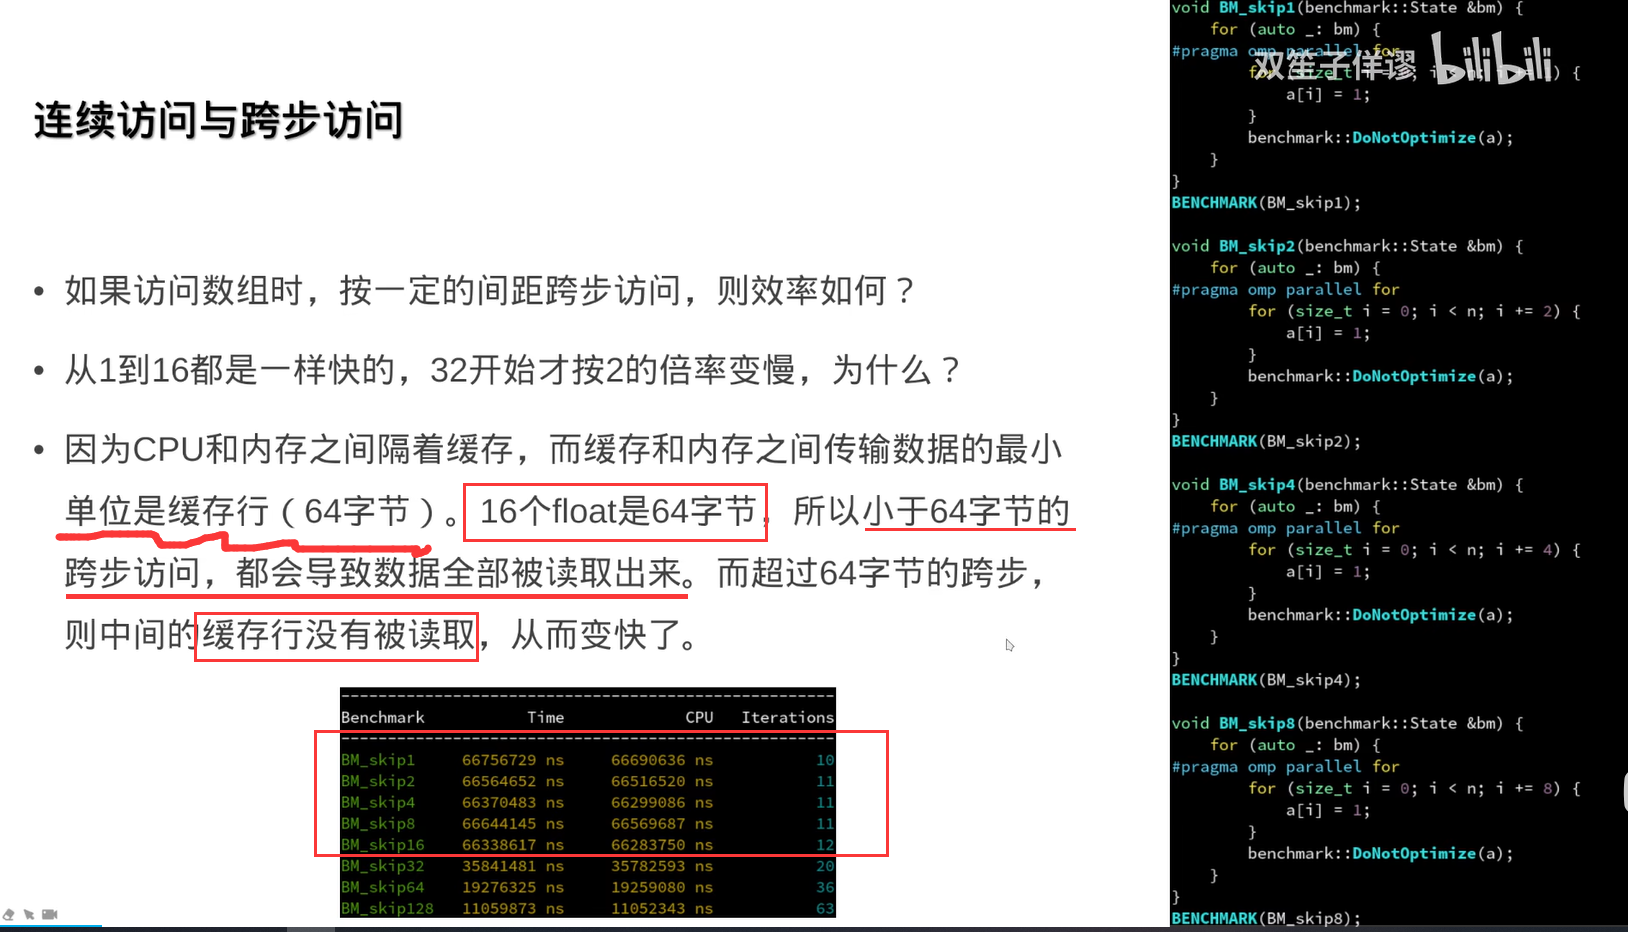 连续访问与跨步访问
• 如果访问数组时，按一定的间距跨步访问，则效率如何？
• 从1到16都是一样快的，32开始才按2的倍率变慢，为什么？
• 因为CPU和内存之间隔着缓存，而缓存和内存之间传输数据的最小
单位是缓存行（64字节）。16个float是64字节，所以小于64字节的
跨步访问，都会导致数据全部被读取出来。而超过64字节的跨步，
则中间的缓存行没有被读取，从而变快了。
Benchmark Time CPU Iterations
BM_skip1 66756729 ns 66690636 ns 10
BM_skip2 66564652 ns 66516520 ns 11
BM_skip4 66370483 ns 66299086 ns 11
BM_skip8 66644145 ns 66569687 ns 11
BM_skip16 66338617 ns 66283750 ns 12
BM_skip32 35841481 ns 35782593 ns 20
BM_skip64 19276325 ns 19259080 ns 36
BM_skip128 11059873 ns 11052343 ns 63
void BM_skip1(benchmark::State &bm) {
for (auto _: bm) {
#pragma omp parallel for
双笙子佯谬 bilibili
for (size_t i ) {
a[i] = 1;
}
benchmark::DoNotOptimize(a);
}
}
BENCHMARK(BM_skip1);
void BM_skip2(benchmark::State &bm) {
for (auto _: bm) {
#pragma omp parallel for
for (size_t i = 0; i < n; i += 2) {
a[i] = 1;
}
benchmark::DoNotOptimize(a);
}
}
BENCHMARK(BM_skip2);
void BM_skip4(benchmark::State &bm) {
for (auto _: bm) {
#pragma omp parallel for
for (size_t i = 0; i < n; i += 4) {
a[i] = 1;
}
benchmark::DoNotOptimize(a);
}
}
BENCHMARK(BM_skip4);
void BM_skip8(benchmark::State &bm) {
for (auto _: bm) {
#pragma omp parallel for
for (size_t i = 0; i < n; i += 8) {
a[i] = 1;
}
benchmark::DoNotOptimize(a);
}
}
BENCHMARK(BM_skip8);